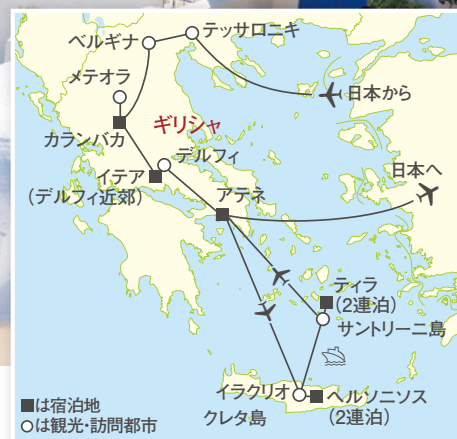 テッサロニキ
ベルギナ
メテオラ
日本から
ギリシャ
カランバカ
デルフィ
イテア
(デルフィ近郊)
日本へ
アテネ
ティラ
(2連泊)
サントリーニ島
イラクリオ
ヘルソニソス
(2連泊)
クレタ島
■は宿泊地
○は観光・訪問都市